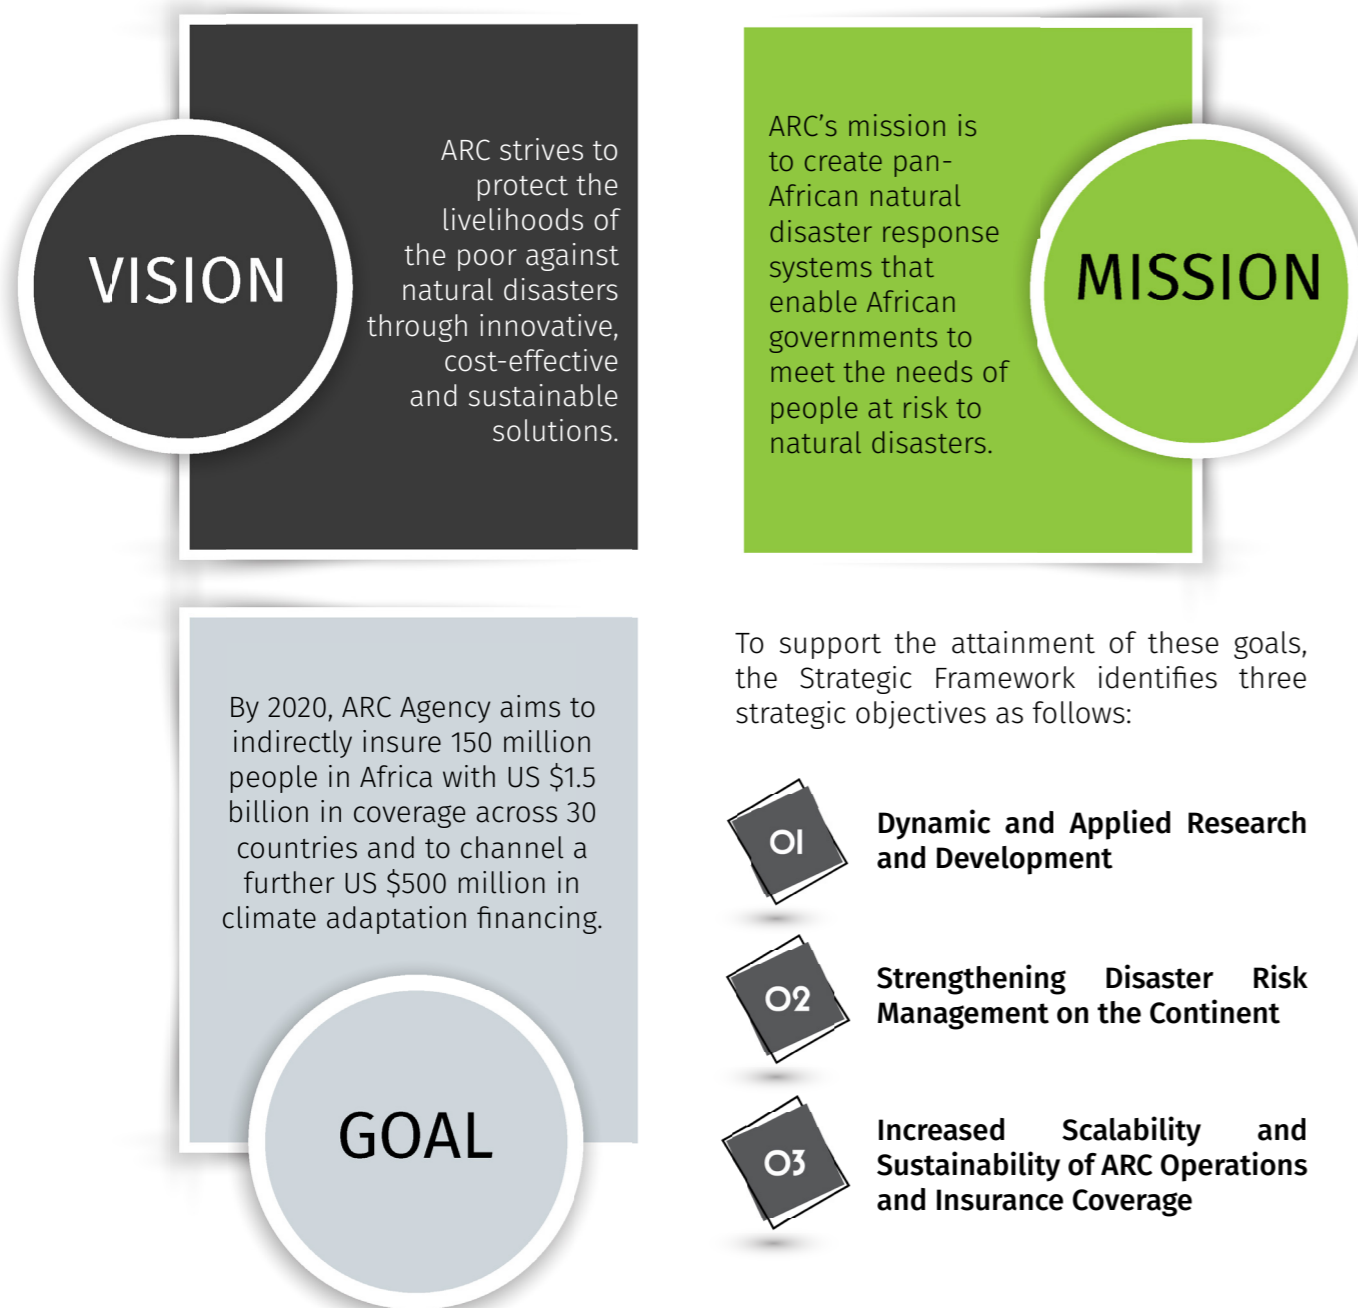 VISION
ARC strives to
protect the
livelihoods of
the poor against
natural disasters
through innovative,
cost-effective
and sustainable
solutions.
ARC’s mission is
to create pan-
African natural
disaster response
systems that
enable African
governments to
meet the needs of
people at risk to
natural disasters.
MISSION
By 2020, ARC Agency aims to
indirectly insure 150 million
people in Africa with US $1.5
billion in coverage across 30
countries and to channel a
further US $500 million in
climate adaptation financing.
GOAL
To support the attainment of these goals,
the Strategic Framework identifies three
strategic objectives as follows:
01
Dynamic and Applied Research
and Development
02
Strengthening Disaster Risk
Management on the Continent
03
Increased Scalability and
Sustainability of ARC Operations
and Insurance Coverage